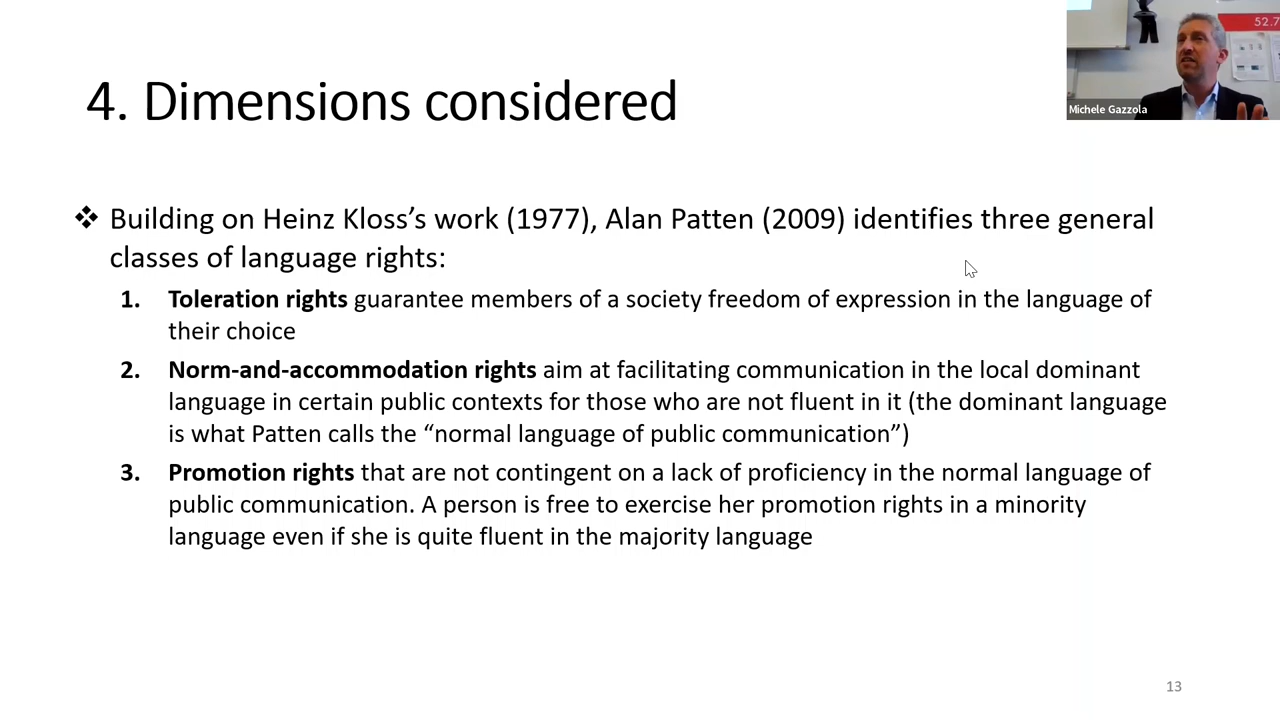 52.7
Michele Gazzola
4. Dimensions considered
❖ Building on Heinz Kloss’s work (1977), Alan Patten (2009) identifies three general
classes of language rights:
1. Toleration rights guarantee members of a society freedom of expression in the language of
their choice
2. Norm-and-accommodation rights aim at facilitating communication in the local dominant
language in certain public contexts for those who are not fluent in it (the dominant language
is what Patten calls the “normal language of public communication”)
3. Promotion rights that are not contingent on a lack of proficiency in the normal language of
public communication. A person is free to exercise her promotion rights in a minority
language even if she is quite fluent in the majority language
13